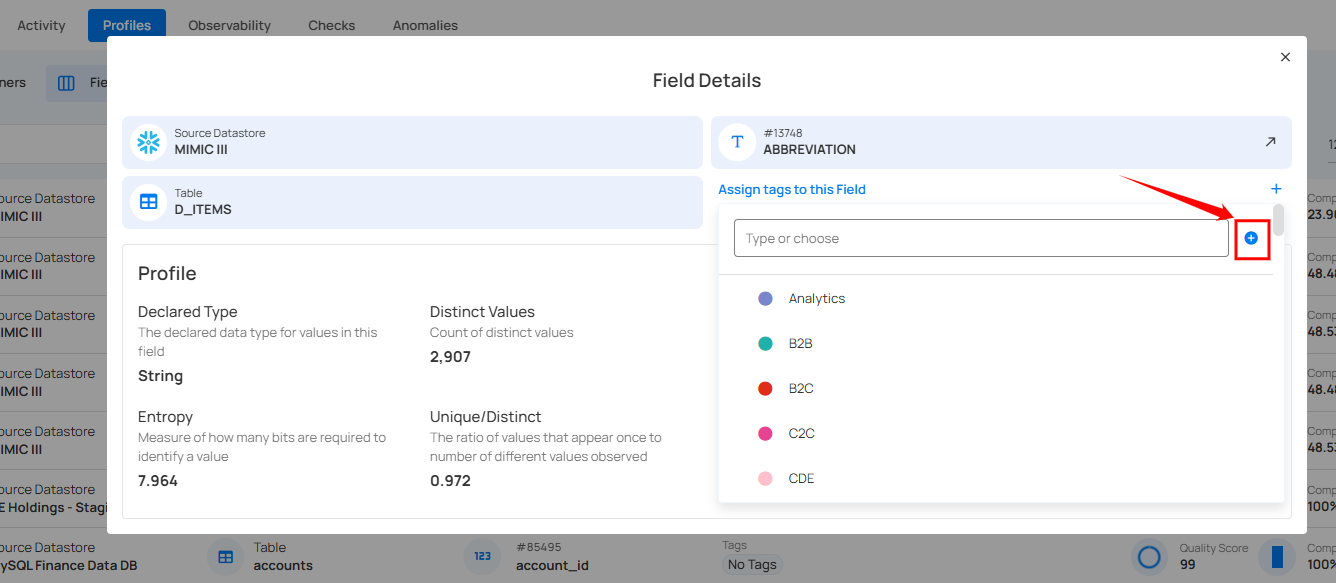 Activity
Profiles
Observability
Checks
Anomalies
Field Details
Source Datastore
MIMIC III
#13748
ABBREVIATION
Table
D_ITEMS
Assign tags to this Field
Type or choose
Profile
Declared Type
The declared data type for values in this
field
String
Distinct Values
Count of distinct values
2,907
Entropy
Measure of how many bits are required to
identify a value
7.964
Unique/Distinct
The ratio of values that appear once to
number of different values observed
0.972
Analytics
B2B
B2C
C2C
CDE
ners
Fie
ource Datastore
IMIC III
ource Datastore
IMIC III
ource Datastore
IMIC III
ource Datastore
IMIC III
ource Datastore
IMIC III
ource Datastore
E Holdings - Stagi
ource Datastore
ySQL Finance Data DB
Table
accounts
123
#85495
account_id
Tags
No Tags
Quality Score
99
Comp
23.90
Comp
48.48
Comp
48.53
Comp
48.48
Comp
48.53
Comp
100%
Comp
100%